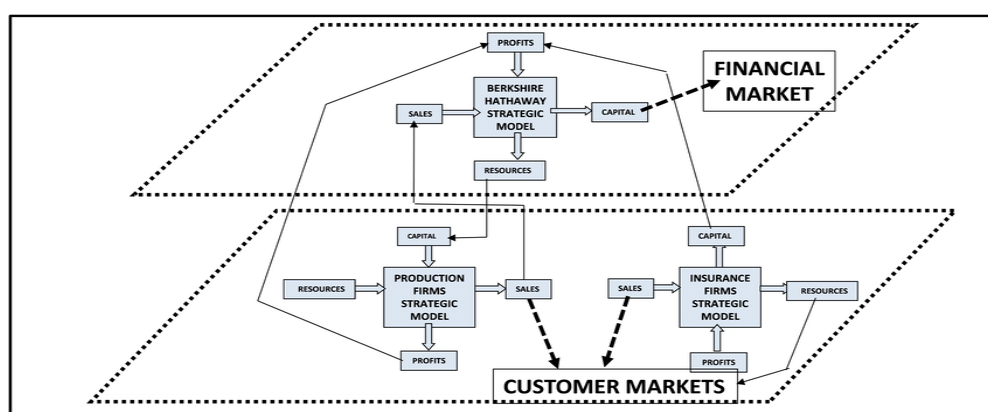 PROFITS
FINANCIAL
MARKET
BERKSHIRE
HATHAWAY
STRATEGIC
MODEL
SALES
CAPITAL
RESOURCES
CAPITAL
CAPITAL
RESOURCES
PRODUCTION
FIRMS
STRATEGIC
MODEL
SALES
SALES
INSURANCE
FIRMS
STRATEGIC
MODEL
RESOURCES
PROFITS
PROFITS
CUSTOMER MARKETS